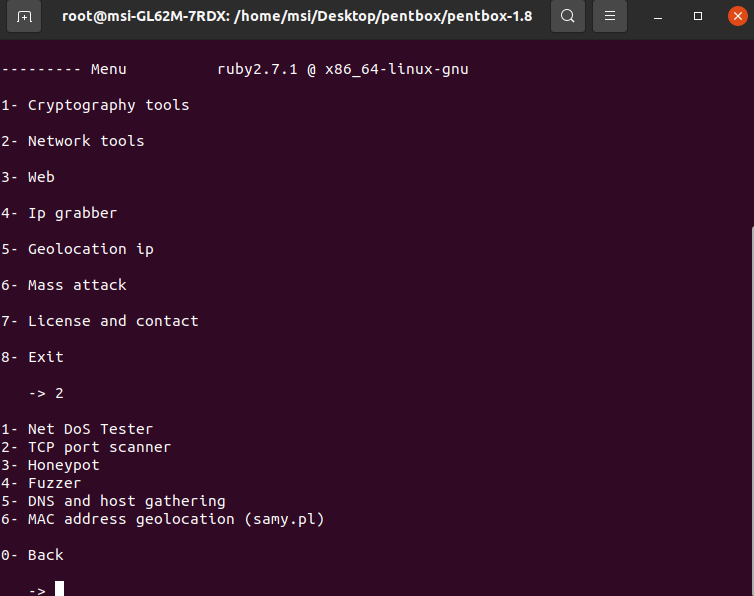 root@msi-GL62M-7RDX: /home/msi/Desktop/pentbox/pentbox-1.8
--------- Menu          ruby2.7.1 @ x86_64-linux-gnu
1- Cryptography tools
2- Network tools
3- Web
4- Ip grabber
5- Geolocation ip
6- Mass attack
7- License and contact
8- Exit
-> 2
1- Net DoS Tester
2- TCP port scanner
3- Honeypot
4- Fuzzer
5- DNS and host gathering
6- MAC address geolocation (samy.pl)
0- Back
->